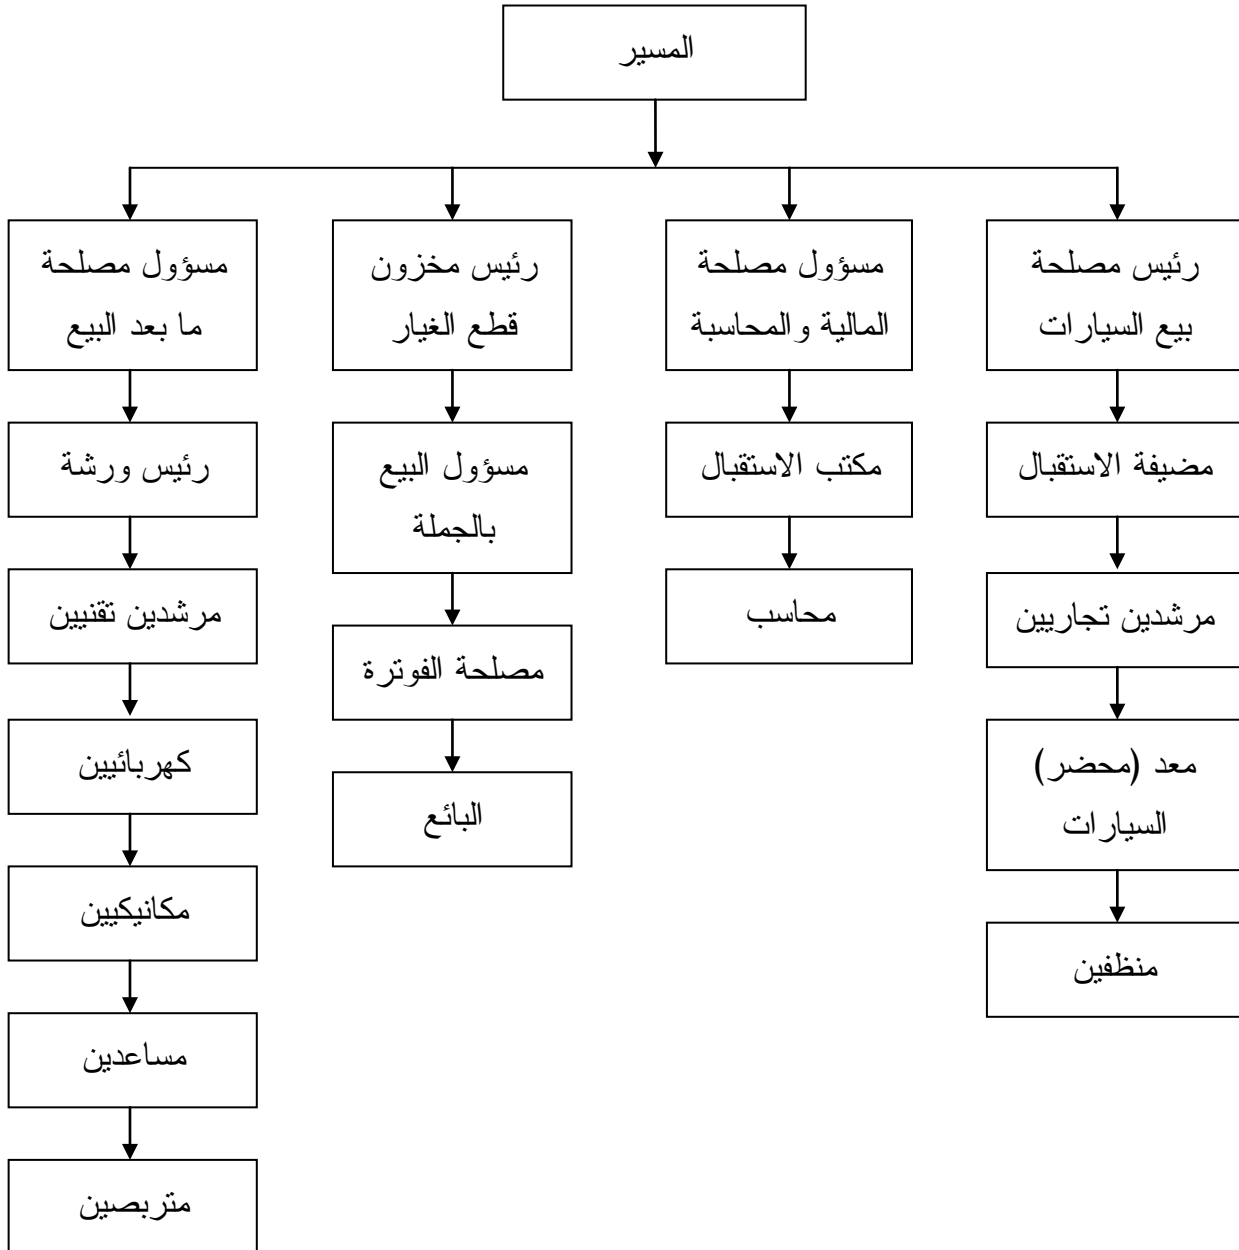 المسير
رئيس مصلحة
بيع السيارات
مسؤول مصلحة
المالية والمحاسبة
رئيس مخزون
قطع الغيار
مسؤول مصلحة
ما بعد البيع
مضيفة الاستقبال
مكتب الاستقبال
مسؤول البيع
بالجملة
رئيس ورشة
مرشدين تجاريين
محاسب
مصلحة الفوترة
مرشدين تقنيين
معد (محضر)
السيارات
البائع
كهربائيين
منظفين
مكانيكيين
مساعدين
متربصين